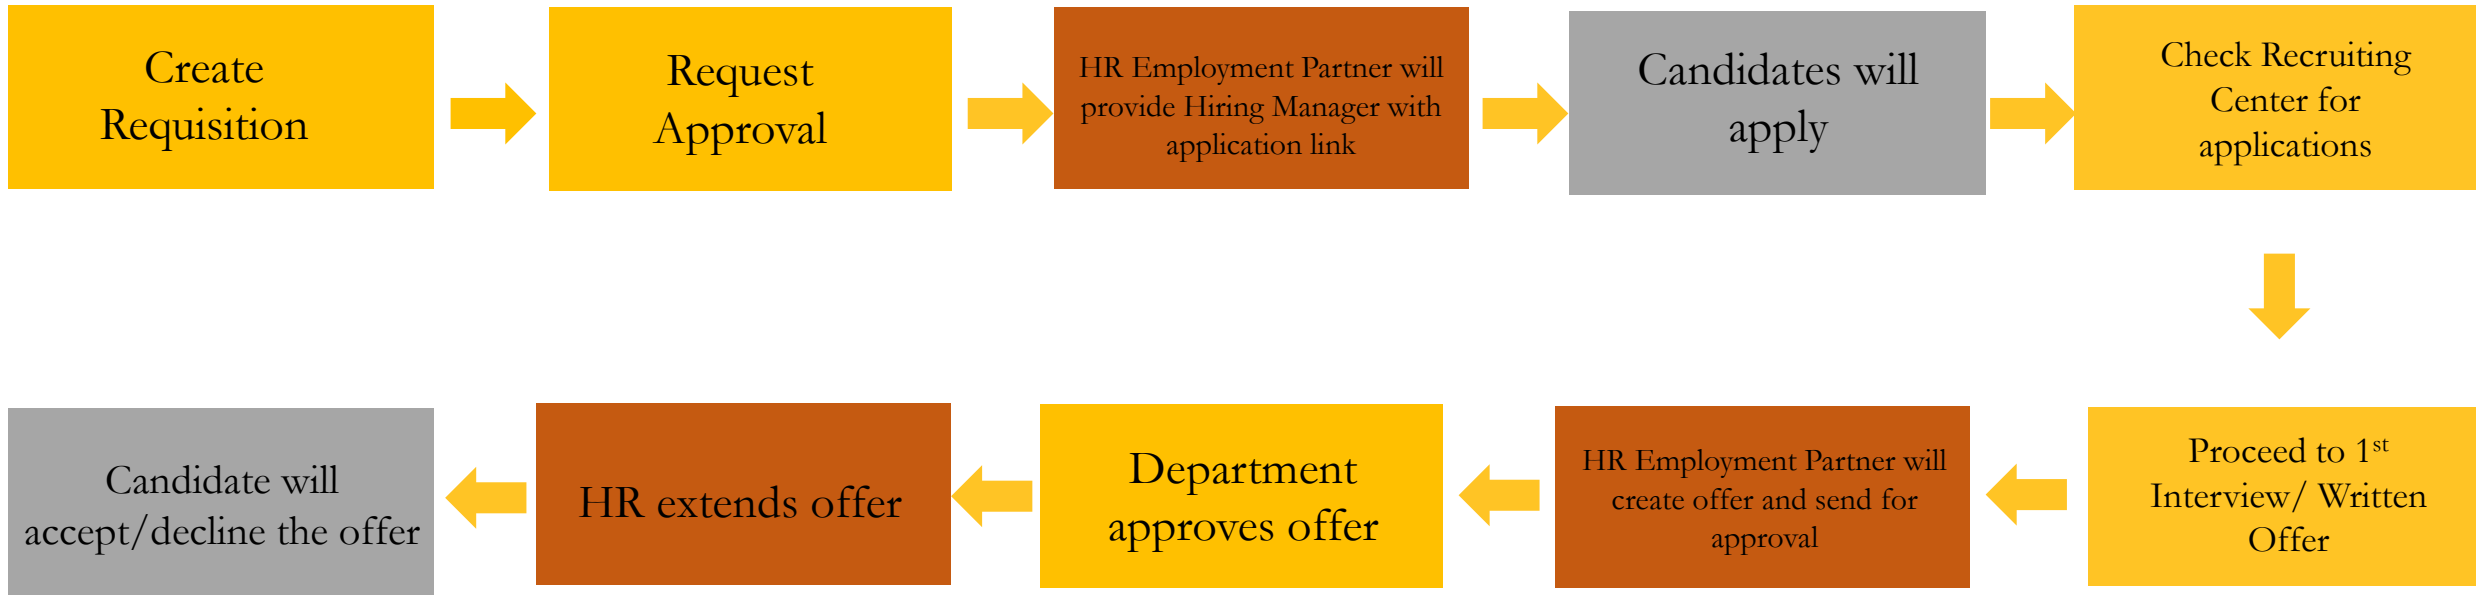 Create
Requisition
Request
Approval
HR Employment Partner will
provide Hiring Manager with
application link
Candidates will
apply
Check Recruiting
Center for
applications
Proceed to 1st
Interview/ Written
Offer
HR Employment Partner will
create offer and send for
approval
Department
approves offer
HR extends offer
Candidate will
accept/decline the offer